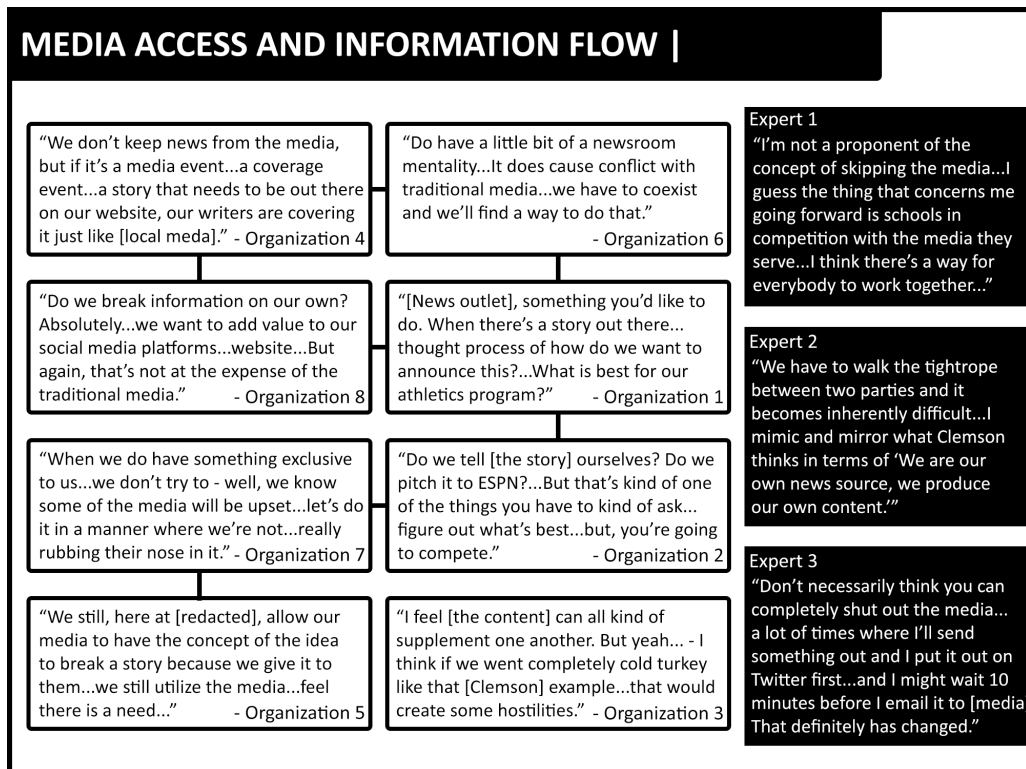 MEDIA ACCESS AND INFORMATION FLOW |
“We don’t keep news from the media,
but if it’s a media event...a coverage
event...a story that needs to be out there
on our website, our writers are covering
it just like [local meda].” - Organization 4
“Do have a little bit of a newsroom
mentality...It does cause conflict with
traditional media...we have to coexist
and we’ll find a way to do that.”
- Organization 6
“Do we break information on our own?
Absolutely...we want to add value to our
social media platforms...website...But
again, that’s not at the expense of the
traditional media.” - Organization 8
“[News outlet], something you’d like to
do. When there’s a story out there...
thought process of how do we want to
announce this?...What is best for our
athletics program?” - Organization 1
“When we do have something exclusive
to us...we don’t try to - well, we know
some of the media will be upset...let’s do
it in a manner where we’re not...really
rubbing their nose in it.” - Organization 7
“Do we tell [the story] ourselves? Do we
pitch it to ESPN?...But that’s kind of one
of the things you have to kind of ask...
figure out what’s best...but, you’re going
to compete.” - Organization 2
“We still, here at [redacted], allow our
media to have the concept of the idea
to break a story because we give it to
them...we still utilize the media...feel
there is a need...” - Organization 5
“I feel [the content] can all kind of
supplement one another. But yeah... - I
think if we went completely cold turkey
like that [Clemson] example...that would
create some hostilities.” - Organization 3
Expert 1
“I’m not a proponent of the
concept of skipping the media...I
guess the thing that concerns me
going forward is schools in
competition with the media they
serve...I think there’s a way for
everybody to work together...”
Expert 2
“We have to walk the tightrope
between two parties and it
becomes inherently difficult...I
mimic and mirror what Clemson
thinks in terms of ‘We are our
own news source, we produce
our own content.’”
Expert 3
“Don’t necessarily think you can
completely shut out the media...
a lot of times where I’ll send
something out and I put it out on
Twitter first...and I might wait 10
minutes before I email it to [media
That definitely has changed.”